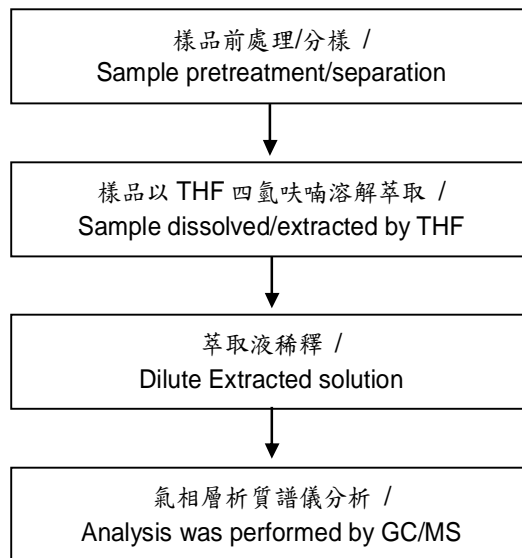 樣品前處理/分樣 /
Sample pretreatment/separation
樣品以 THF 四氫呋喃溶解萃取 /
Sample dissolved/extracted by THF
萃取液稀釋 /
Dilute Extracted solution
氣相層析質譜儀分析 /
Analysis was performed by GC/MS